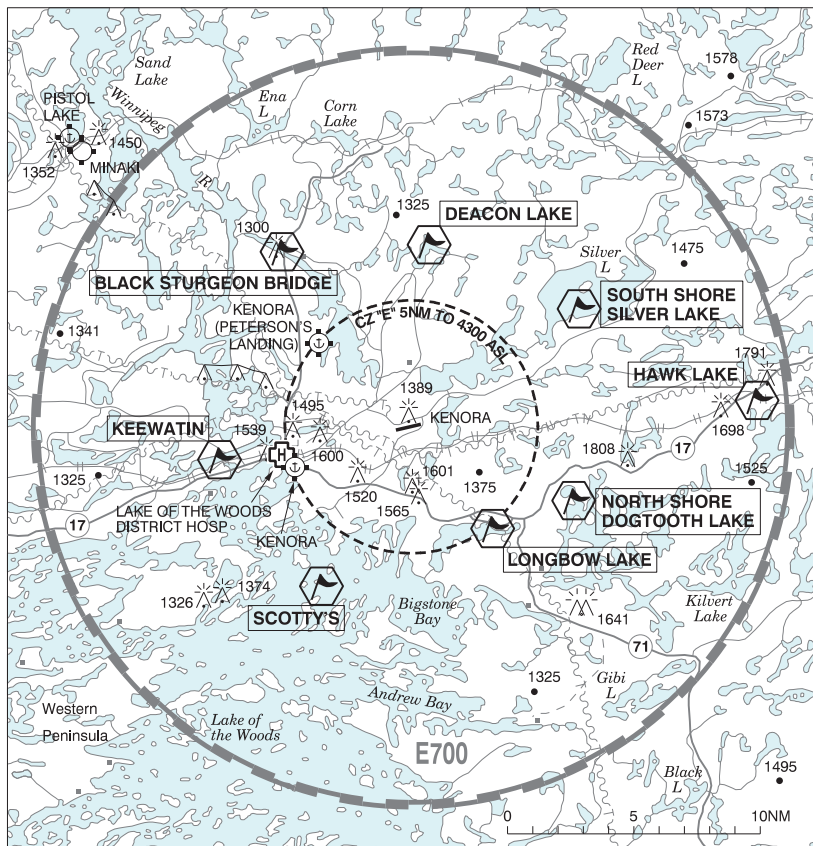 Red
Deer
L
1578
Sand
Lake
Ena
L
Corn
Lake
PISTOL
LAKE
Winnipeg
R
1573
1450
1352
MINAKI
1325
DEACON LAKE
1300
BLACK STURGEON BRIDGE
Silver
L
1475
SOUTH SHORE
SILVER LAKE
KENORA
(PETERSON'S
LANDING)
CZ "E" 5NM TO 4300 ASL
1341
1791
HAWK LAKE
1389
KENORA
1495
KEEWATIN
1539
1698
1600
H
1808
17
1601
1325
1520
1375
1525
1565
LAKE OF THE WOODS
DISTRICT HOSP
NORTH SHORE
DOGTOOTH LAKE
17
KENORA
LONGBOW LAKE
1374
1326
SCOTTY'S
Bigstone
Bay
1641
Kilvert
Lake
71
1325
Gibi
L
Andrew Bay
Western
Peninsula
Lake of
the Woods
E700
Black
L
1495
0 5 10NM